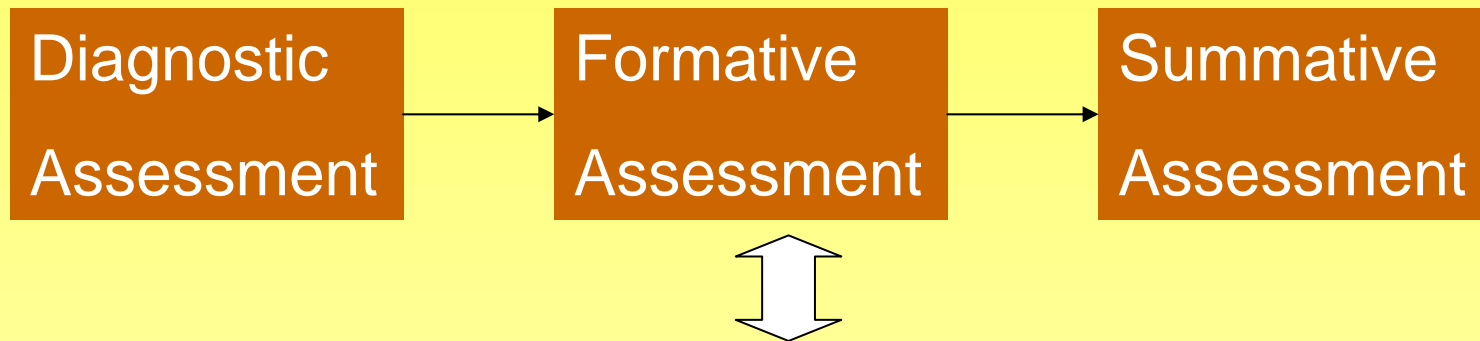 Diagnostic
Assessment
Formative
Assessment
Summative
Assessment